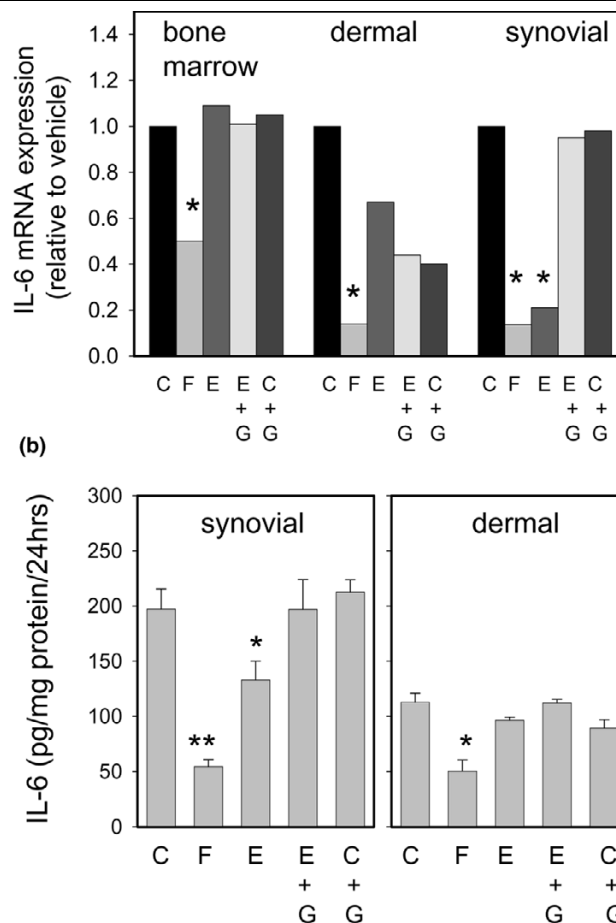 1.4
1.2
1.0
0.8
0.6
0.4
0.2
0.0
IL-6 mRNA expression
(relative to vehicle)
bone
marrow
dermal
synovial
*
*
* *
C F E E C C F E E C C F E E C
+ + + + + +
G G G G G G
(b)
300
250
200
150
100
50
0
IL-6 (pg/mg protein/24hrs)
synovial
dermal
**
*
*
C F E E C C F E E C
+ + + +
G G G